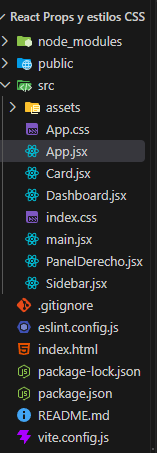 React Props y estilos CSS
node_modules
public
src
assets
App.css
App.jsx
Card.jsx
Dashboard.jsx
index.css
main.jsx
PanelDerecho.jsx
Sidebar.jsx
.gitignore
eslint.config.js
index.html
package-lock.json
package.json
README.md
vite.config.js